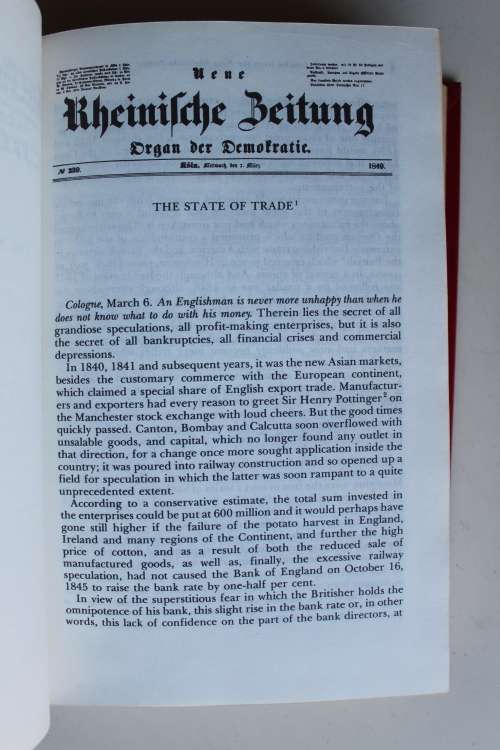 Neue
Rheinische Zeitung
Organ der Demokratie.
№ 239. Köln, Mittwoch, den 7. März. 1849.
THE STATE OF TRADE¹
Cologne, March 6. An Englishman is never more unhappy than when he
does not know what to do with his money. Therein lies the secret of all
grandiose speculations, all profit-making enterprises, but it is also
the secret of all bankruptcies, all financial crises and commercial
depressions.
In 1840, 1841 and subsequent years, it was the new Asian markets,
besides the customary commerce with the European continent,
which claimed a special share of English export trade. Manufactur-
ers and exporters had every reason to greet Sir Henry Pottinger² on
the Manchester stock exchange with loud cheers. But the good times
quickly passed. Canton, Bombay and Calcutta soon overflowed with
unsalable goods, and capital, which no longer found any outlet in
that direction, for a change once more sought application inside the
country; it was poured into railway construction and so opened up a
field for speculation in which the latter was soon rampant to a quite
unprecedented extent.
According to a conservative estimate, the total sum invested in
the enterprises could be put at 600 million and it would perhaps have
gone still higher if the failure of the potato harvest in England,
Ireland and many regions of the Continent, and further the high
price of cotton, and as a result of both the reduced sale of
manufactured goods, as well as, finally, the excessive railway
speculation, had not caused the Bank of England on October 16,
1845 to raise the bank rate by one-half per cent.
In view of the superstitious fear in which the Britisher holds the
omnipotence of his bank, this slight rise in the bank rate or, in other
words, this lack of confidence on the part of the bank directors, at